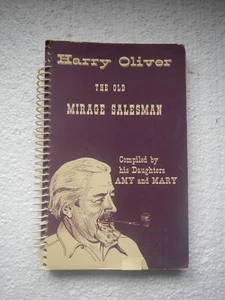 Harry Oliver
THE OLD
MIRAGE SALESMAN
Compiled by
his Daughters
AMY and MARY